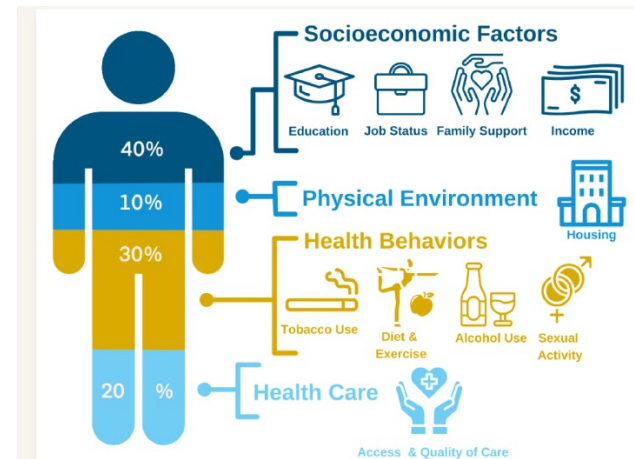 Socioeconomic Factors
$
Education Job Status Family Support Income
40%
10%
Physical Environment
Housing
30%
Health Behaviors
Tobacco Use Diet & Exercise Alcohol Use Sexual Activity
20 %
Health Care
Access & Quality of Care